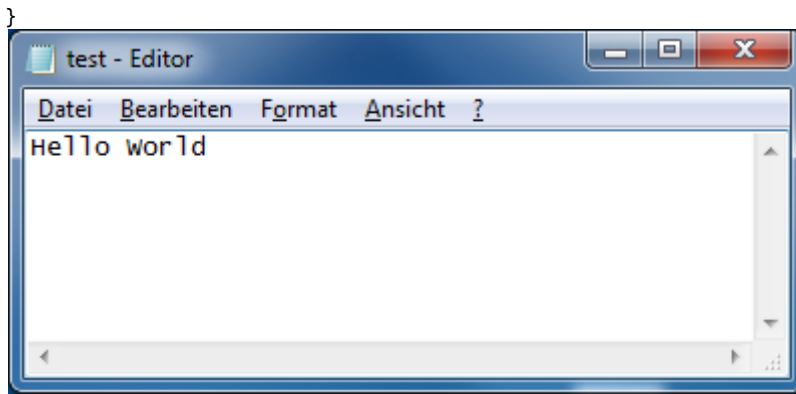 }
test - Editor
Datei Bearbeiten Format Ansicht ?
Hello World